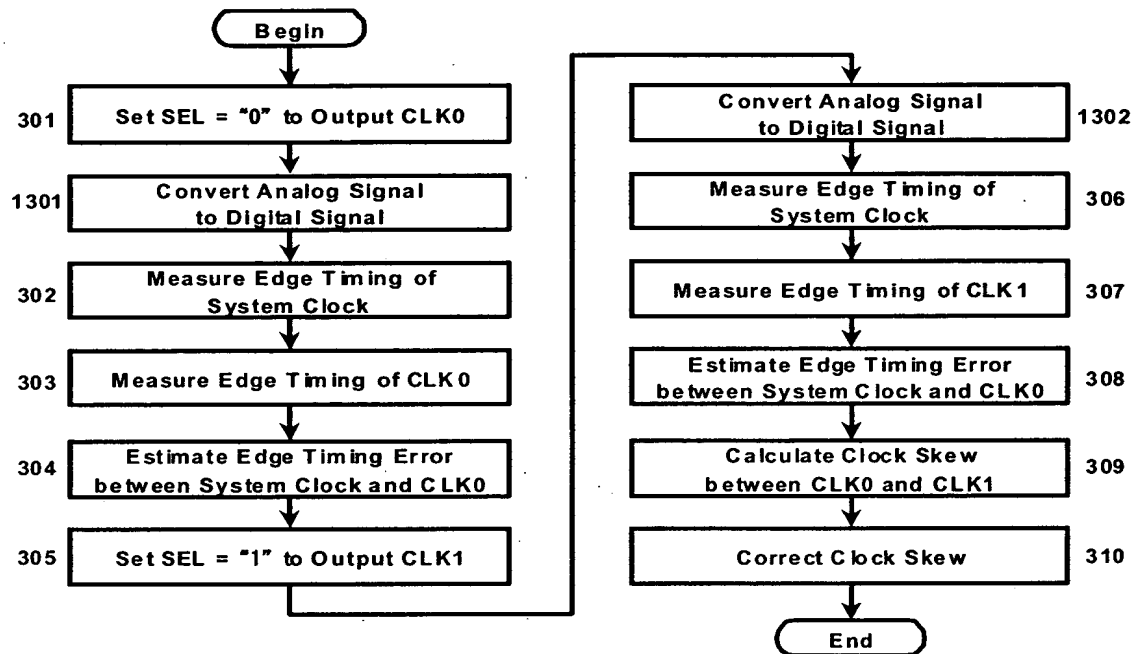 Begin
301
Set SEL = "0" to Output CLK0
1301
Convert Analog Signal
to Digital Signal
302
Measure Edge Timing of
System Clock
303
Measure Edge Timing of CLK0
304
Estimate Edge Timing Error
between System Clock and CLK0
305
Set SEL = "1" to Output CLK1
Convert Analog Signal
to Digital Signal
1302
Measure Edge Timing of
System Clock
306
Measure Edge Timing of CLK1
307
Estimate Edge Timing Error
between System Clock and CLK0
308
Calculate Clock Skew
between CLK0 and CLK1
309
Correct Clock Skew
310
End